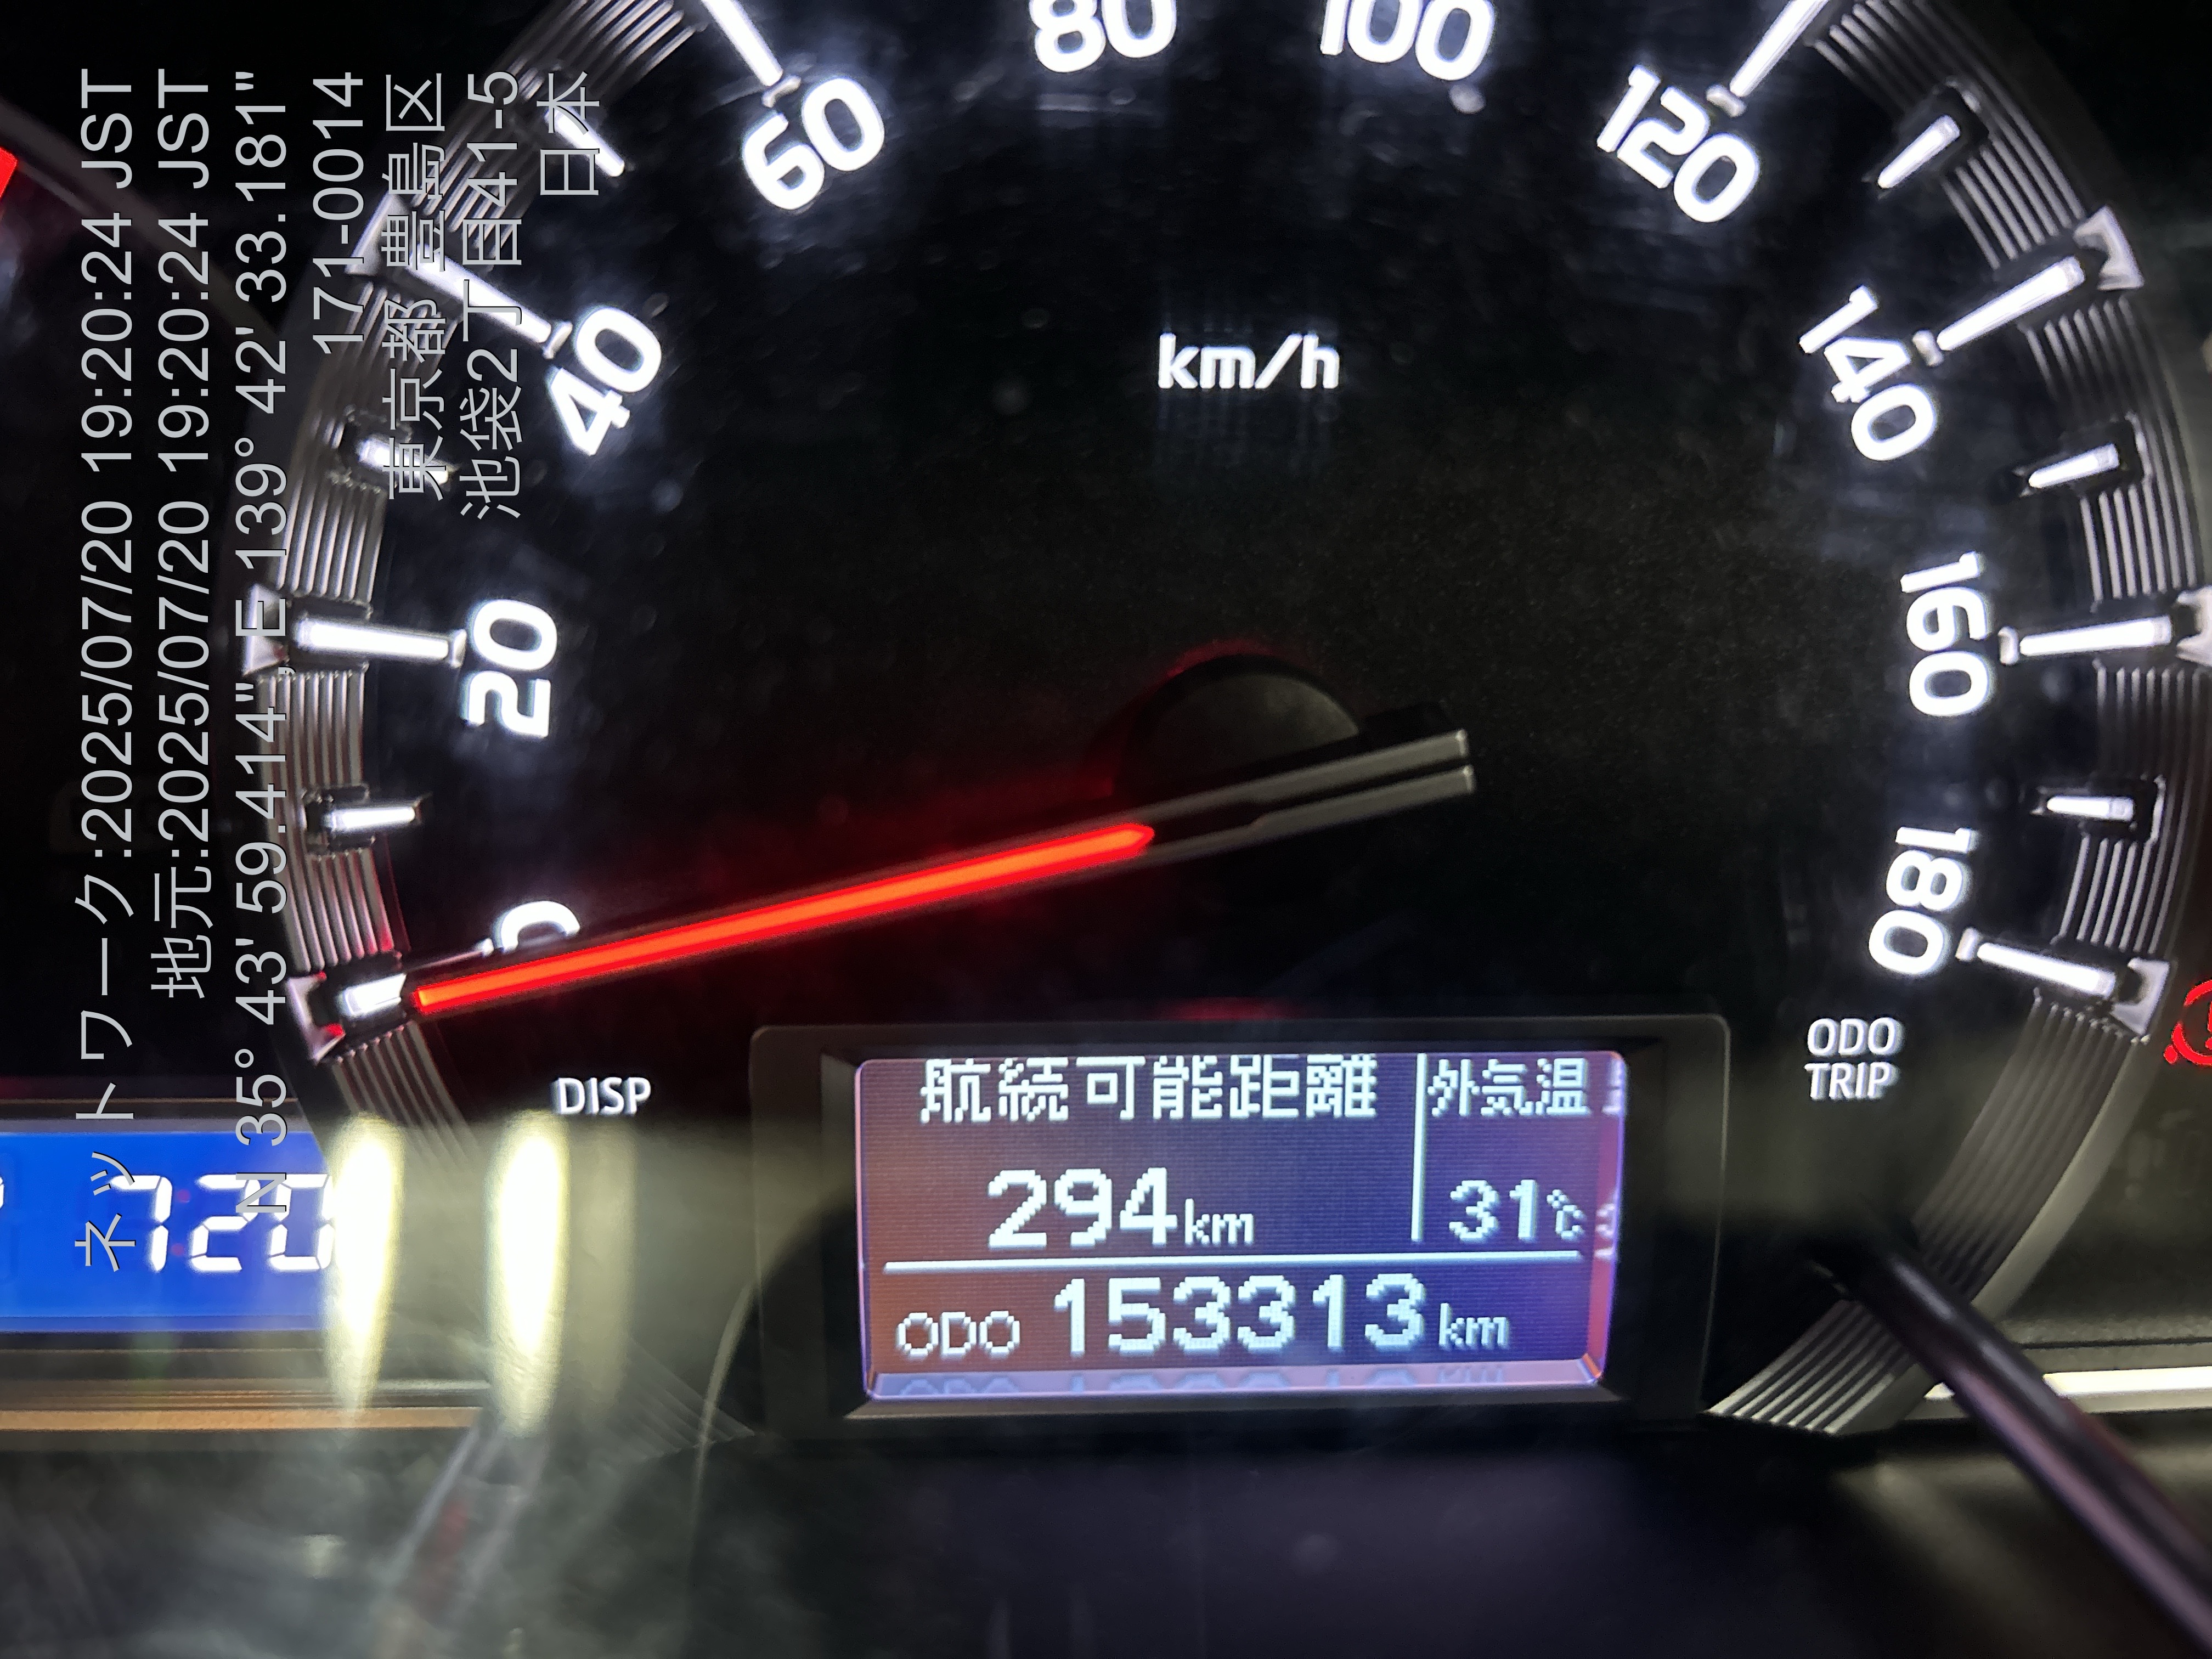 ネットワーク:2025/07/20 19:20:24 JST
地元:2025/07/20 19:20:24 JST
N 35° 43' 59.414", E 139° 42' 33.181"
171-0014
東京都 豊島区
池袋2丁目41-5
日本
0
20
40
60
80
100
120
140
160
180
km/h
DISP
ODO
TRIP
航続可能距離 外気温
294km 31℃
ODO 153313 km
720